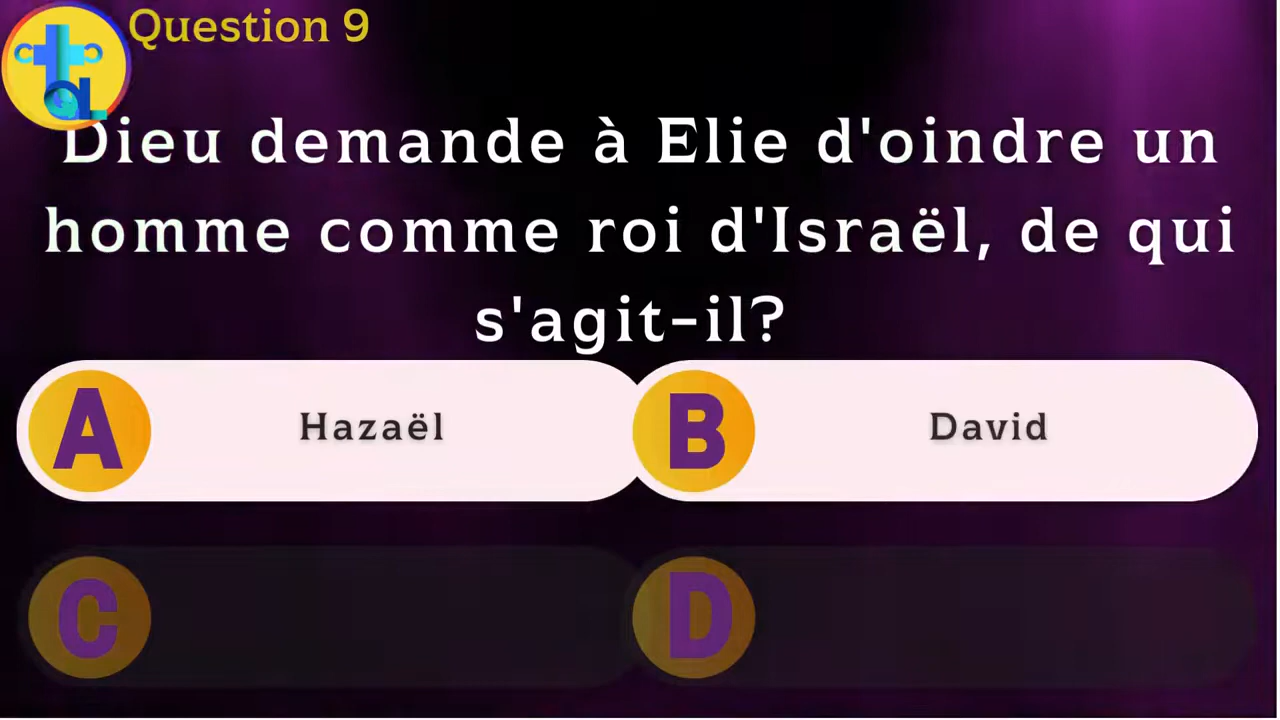 Question 9
Dieu demande à Elie d'oindre un
homme comme roi d'Israël, de qui
s'agit-il?
A Hazaël
B David
C
D